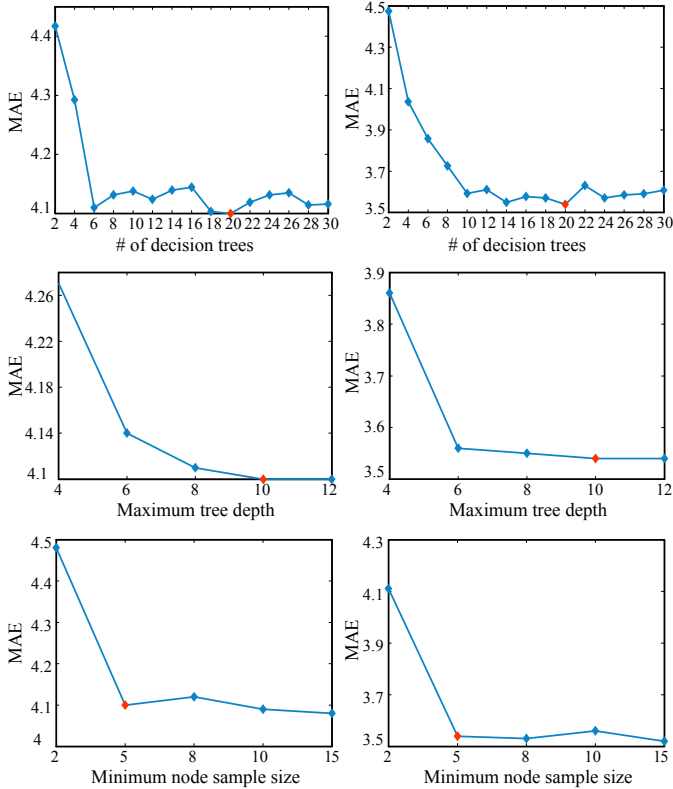 4.4
4.3
4.2
4.1
MAE
2 4 6 8 10 12 14 16 18 20 22 24 26 28 30
# of decision trees
4.5
4.3
4.1
3.9
3.7
3.5
MAE
2 4 6 8 10 12 14 16 18 20 22 24 26 28 30
# of decision trees
4.26
4.22
4.18
4.14
4.1
MAE
4 6 8 10 12
Maximum tree depth
3.9
3.8
3.7
3.6
3.5
MAE
4 6 8 10 12
Maximum tree depth
4.5
4.4
4.3
4.2
4.1
4
MAE
2 5 8 10 15
Minimum node sample size
4.3
4.1
3.9
3.7
3.5
MAE
2 5 8 10 15
Minimum node sample size